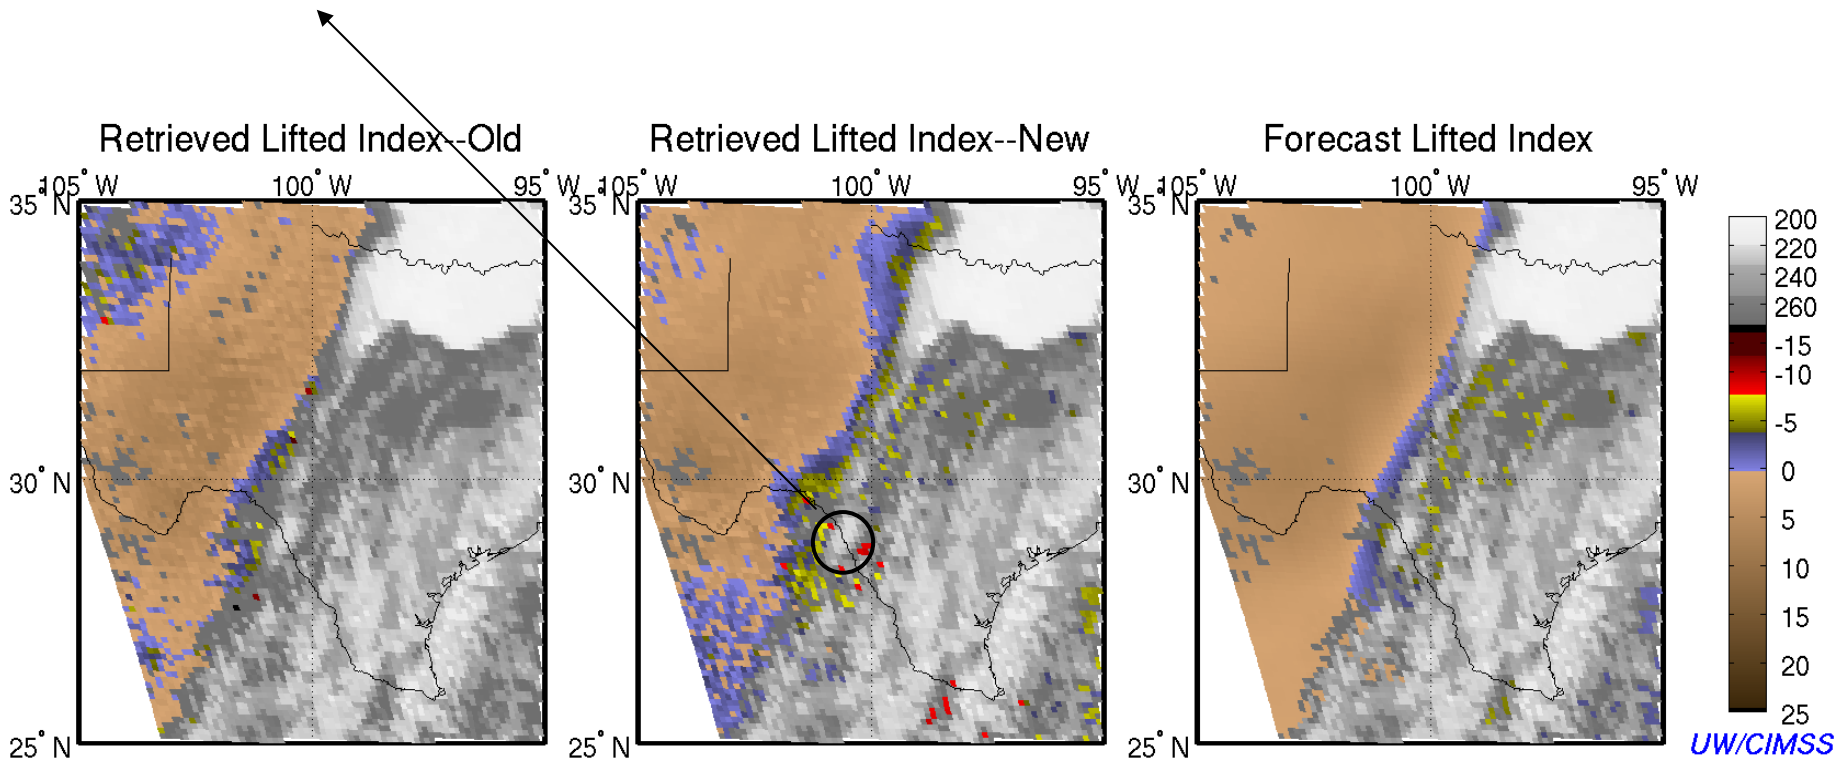 Retrieved Lifted Index--Old
Retrieved Lifted Index--New
Forecast Lifted Index
105° W 100° W 95° W
105° W 100° W 95° W
105° W 100° W 95° W
35° N
35° N
35° N
200
220
240
260
-15
-10
-5
0
5
10
15
20
25
30° N
30° N
30° N
25° N
25° N
25° N
UW/CIMSS